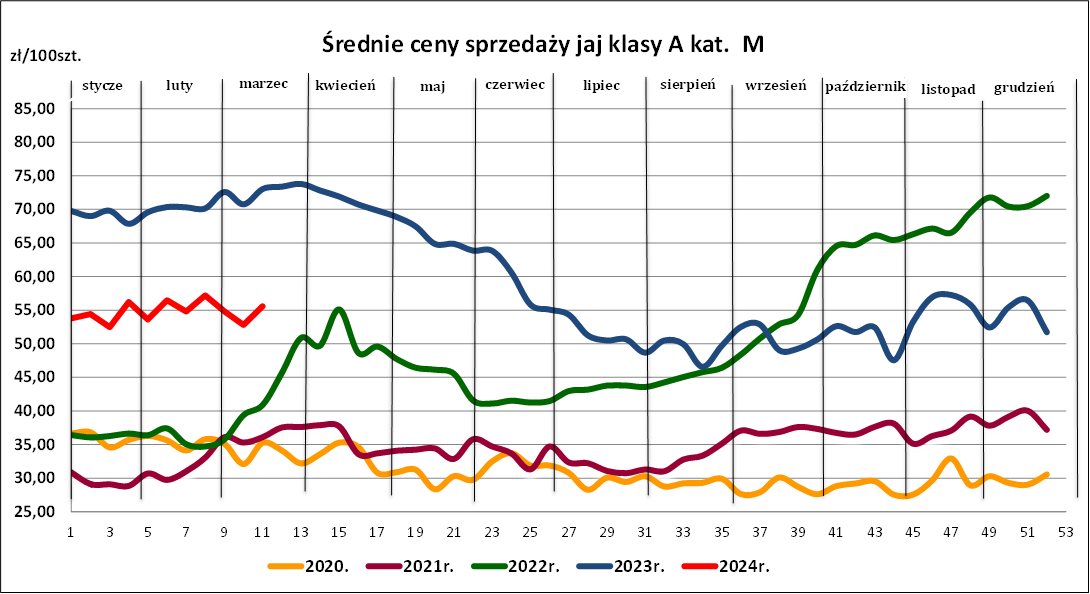 Średnie ceny sprzedaży jaj klasy A kat. M
zł/100szt.
stycze luty marzec kwiecień maj czerwiec lipiec sierpień wrzesień październik listopad grudzień
85,00
80,00
75,00
70,00
65,00
60,00
55,00
50,00
45,00
40,00
35,00
30,00
25,00
1 3 5 7 9 11 13 15 17 19 21 23 25 27 29 31 33 35 37 39 41 43 45 47 49 51 53
2020. 2021r. 2022r. 2023r. 2024r.